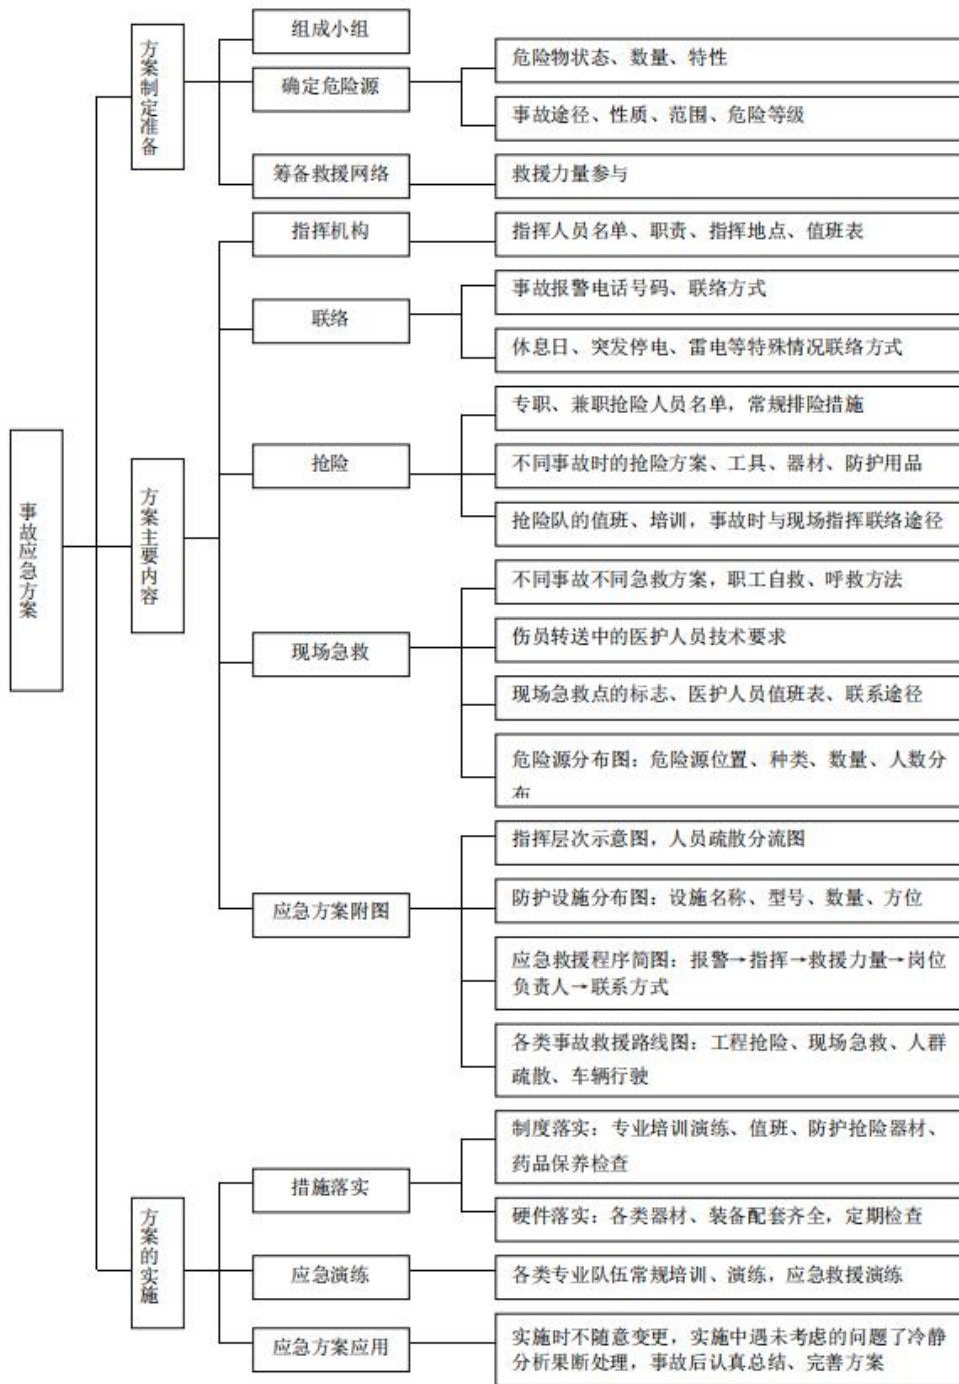 事故应急方案
方案制定准备
组成小组
确定危险源
危险物状态、数量、特性
事故途径、性质、范围、危险等级
筹备救援网络
救援力量参与
方案主要内容
指挥机构
指挥人员名单、职责、指挥地点、值班表
联络
事故报警电话号码、联络方式
休息日、突发停电、雷电等特殊情况联络方式
抢险
专职、兼职抢险人员名单，常规排险措施
不同事故时的抢险方案、工具、器材、防护用品
抢险队的值班、培训，事故时与现场指挥联络途径
现场急救
不同事故不同急救方案，职工自救、呼救方法
伤员转送中的医护人员技术要求
现场急救点的标志、医护人员值班表、联系途径
危险源分布图：危险源位置、种类、数量、人数分
布
应急方案附图
指挥层次示意图，人员疏散分流图
防护设施分布图：设施名称、型号、数量、方位
应急救援程序简图：报警→指挥→救援力量→岗位
负责人→联系方式
各类事故救援路线图：工程抢险、现场急救、人群
疏散、车辆行驶
方案的实施
措施落实
制度落实：专业培训演练、值班、防护抢险器材、
药品保养检查
硬件落实：各类器材、装备配套齐全，定期检查
应急演练
各类专业队伍常规培训、演练，应急救援演练
应急方案应用
实施时不随意变更，实施中遇未考虑的问题了冷静
分析果断处理，事故后认真总结、完善方案